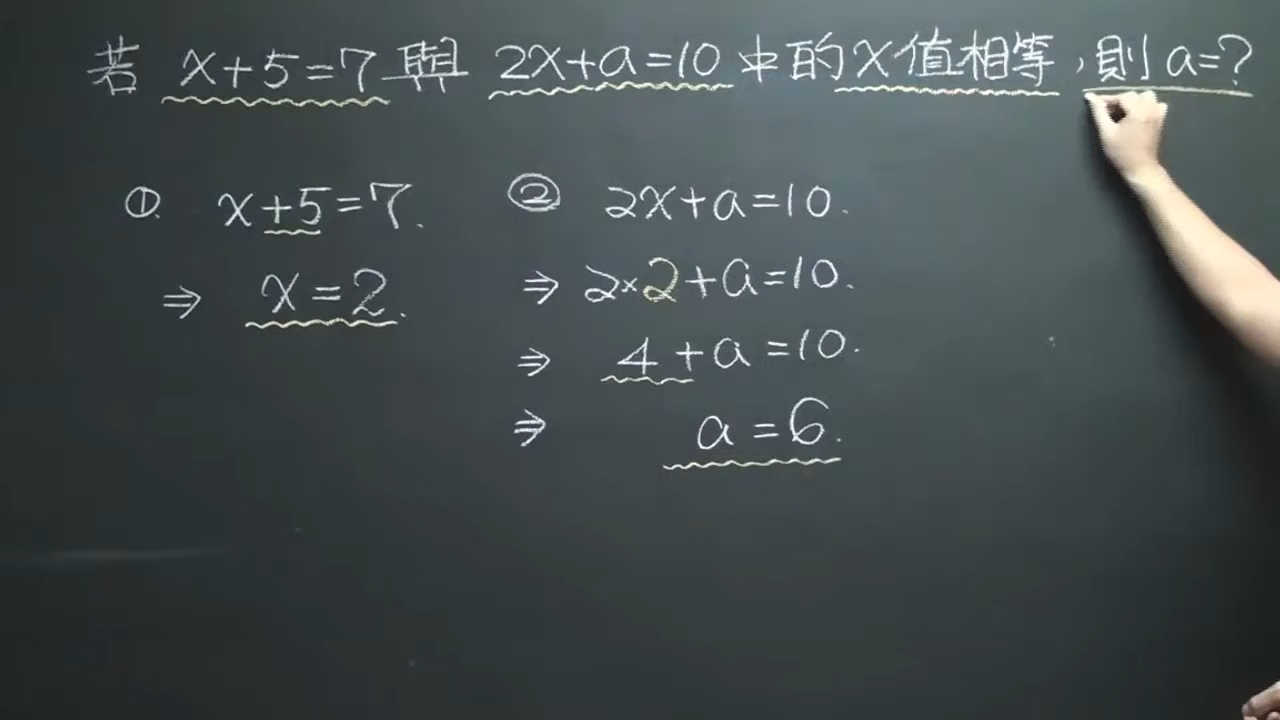 若 x+5=7 與 2x+a=10 中的 x 值相等,則 a=?
① x+5=7.
⇒ x=2.
② 2x+a=10.
⇒ 2×2+a=10.
⇒ 4+a=10.
⇒ a=6.